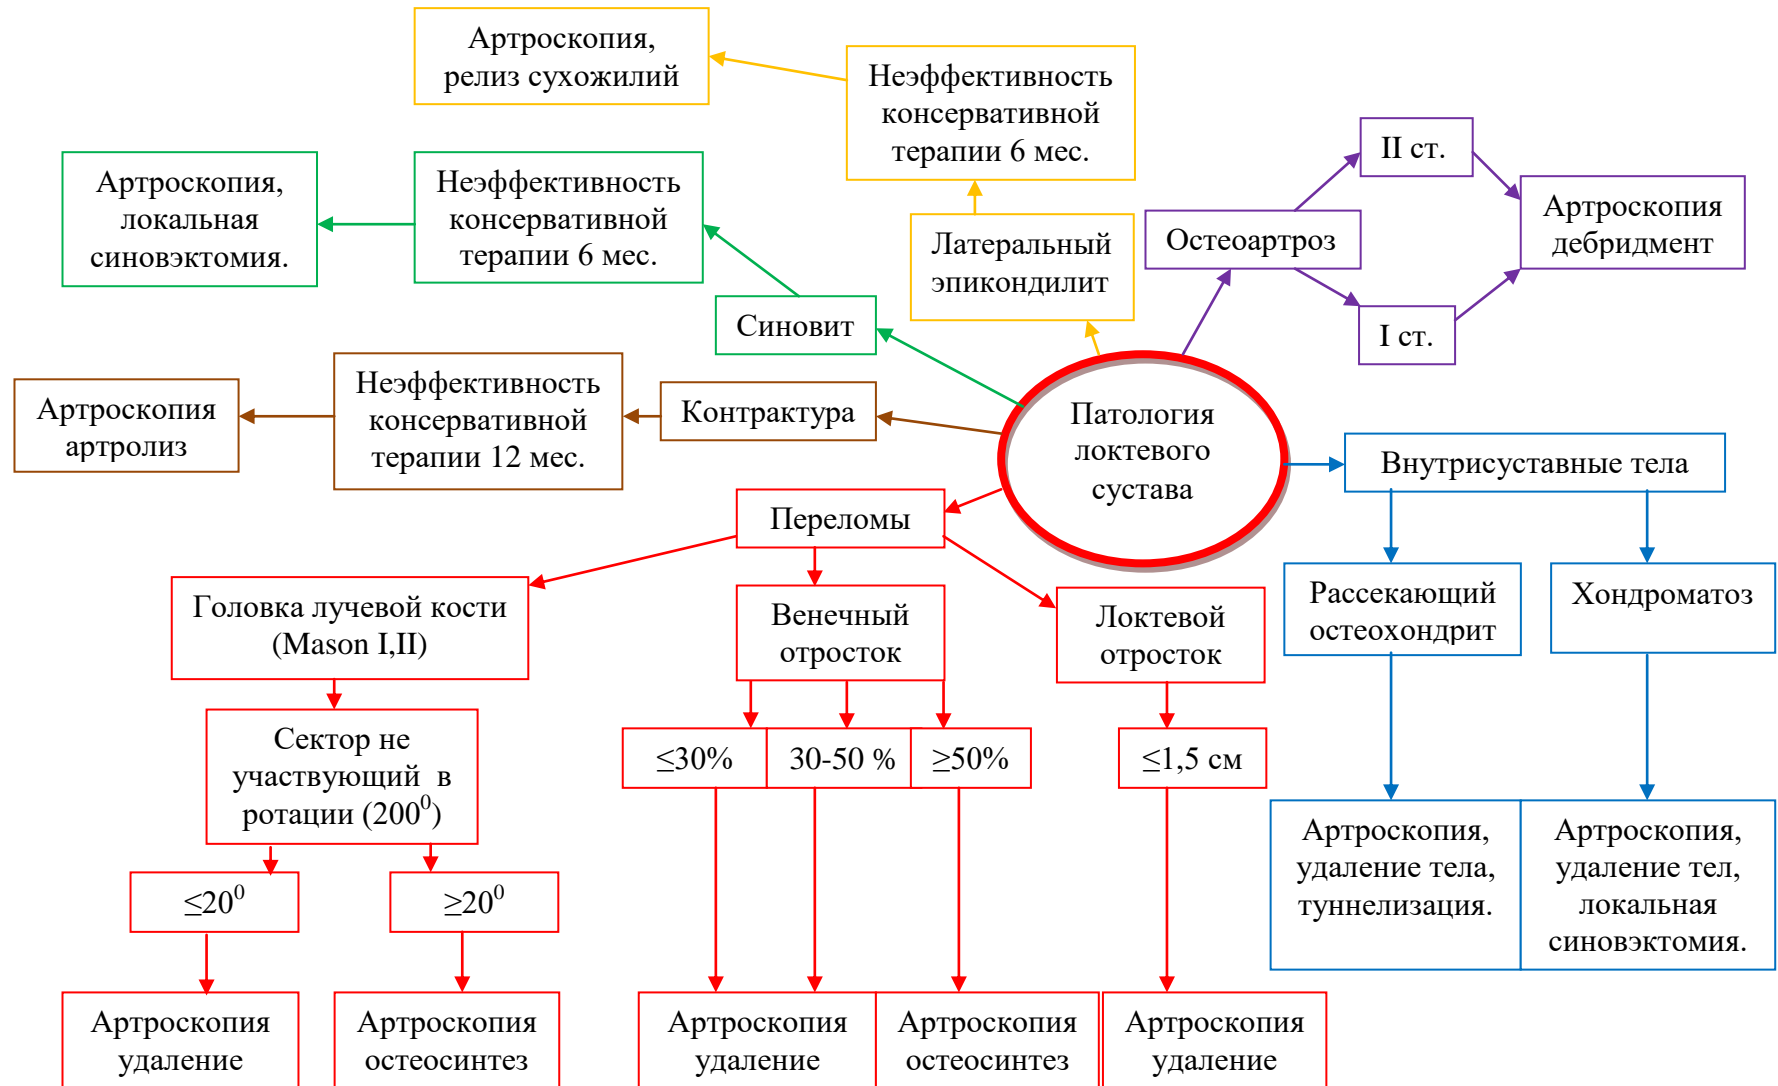 Артроскопия,
релиз сухожилий
Неэффективность
консервативной
терапии 6 мес.
II ст.
Артроскопия,
локальная
синовэктомия.
Неэффективность
консервативной
терапии 6 мес.
Латеральный
эпикондилит
Остеоартроз
Артроскопия
дебридмент
Синовит
I ст.
Артроскопия
артролиз
Неэффективность
консервативной
терапии 12 мес.
Контрактура
Патология
локтевого
сустава
Внутрисуставные тела
Переломы
Головка лучевой кости
(Mason I,II)
Венечный
отросток
Локтевой
отросток
Рассекающий
остеохондрит
Хондроматоз
Сектор не
участвующий в
ротации (200⁰)
≤30%
30-50 %
≥50%
≤1,5 см
≤20⁰
≥20⁰
Артроскопия,
удаление тела,
туннелизация.
Артроскопия,
удаление тел,
локальная
синовэктомия.
Артроскопия
удаление
Артроскопия
остеосинтез
Артроскопия
удаление
Артроскопия
остеосинтез
Артроскопия
удаление